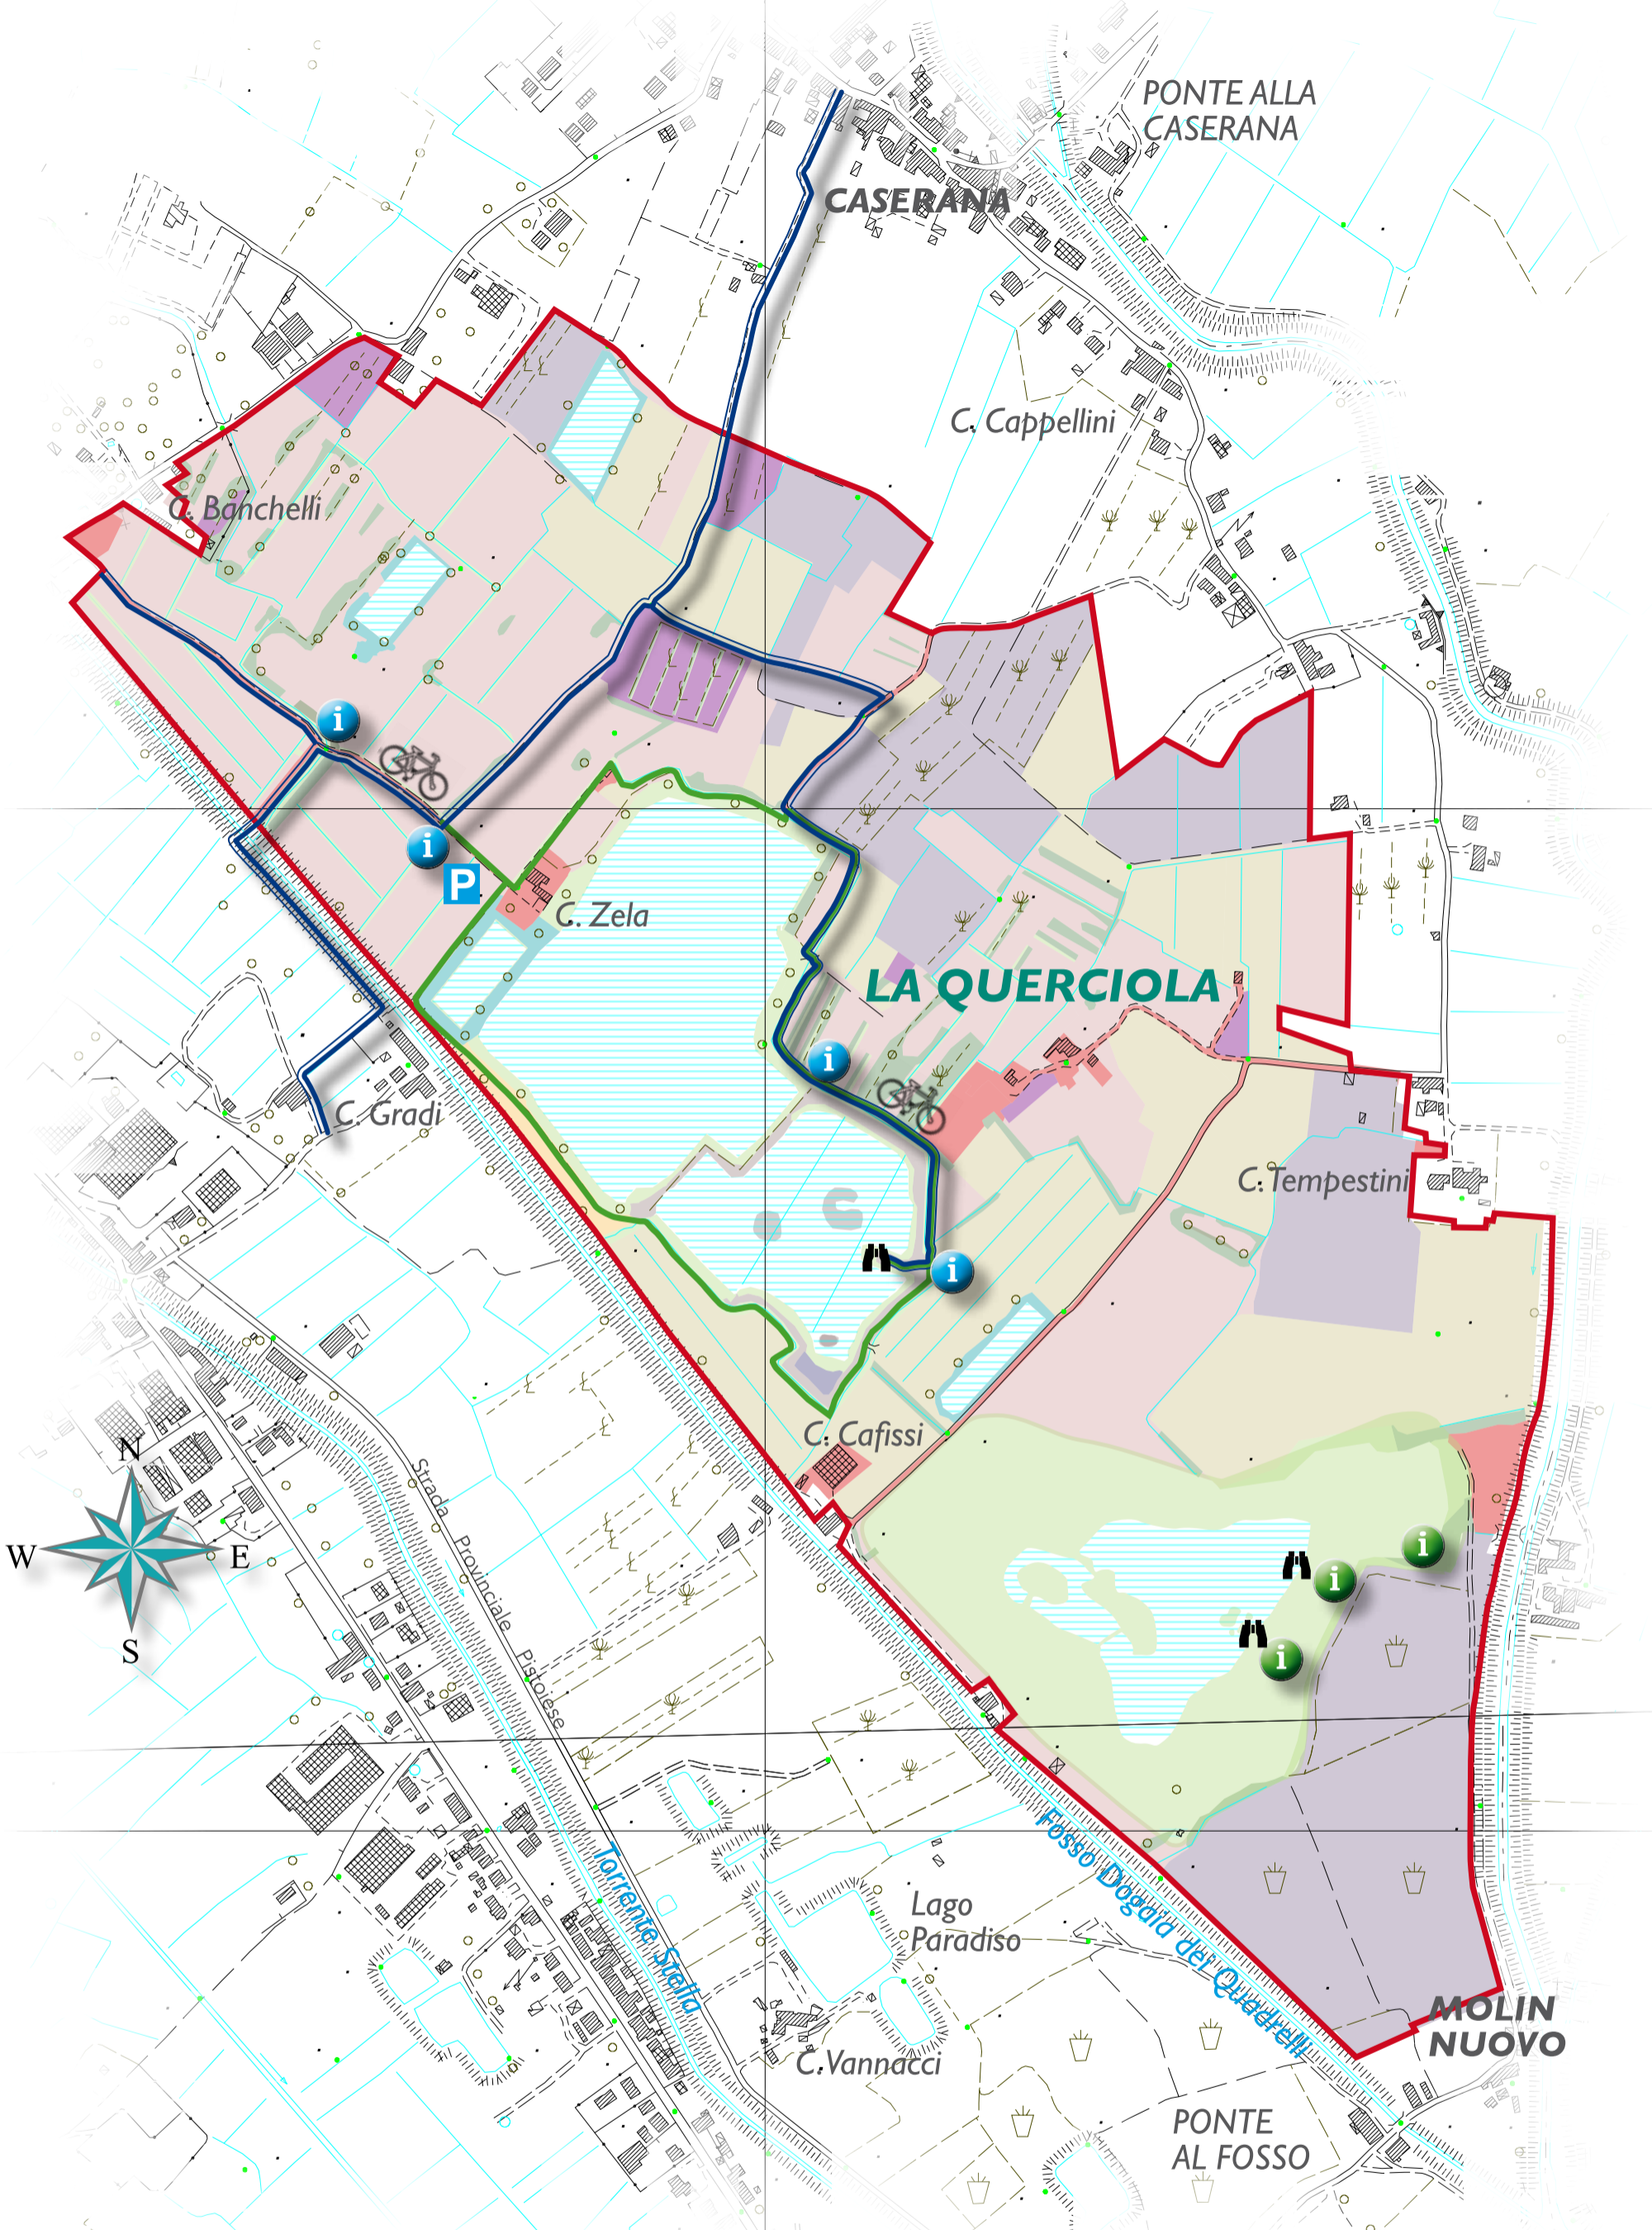 PONTE ALLA
CASERANA
CASERANA
C. Cappellini
C. Banchelli
i
i
P
C. Zela
LA QUERCIOLA
i
C. Gradi
C. Tempestini
i
C. Cafissi
N
W
E
S
Strada Provinciale Pistoiese
i
i
i
Fosso Dogaia dei Quadrelli
Torrente Stella
Lago
Paradiso
MOLIN
NUOVO
C. Vannacci
PONTE
AL FOSSO